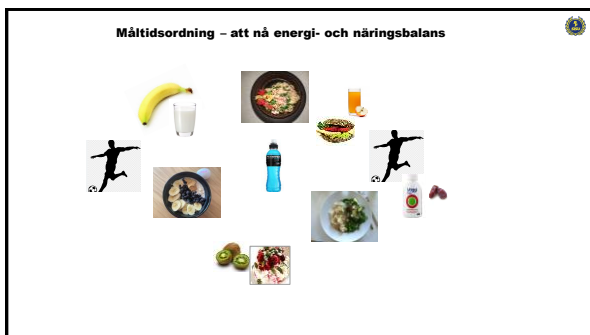 Måltidsordning – att nå energi- och näringsbalans